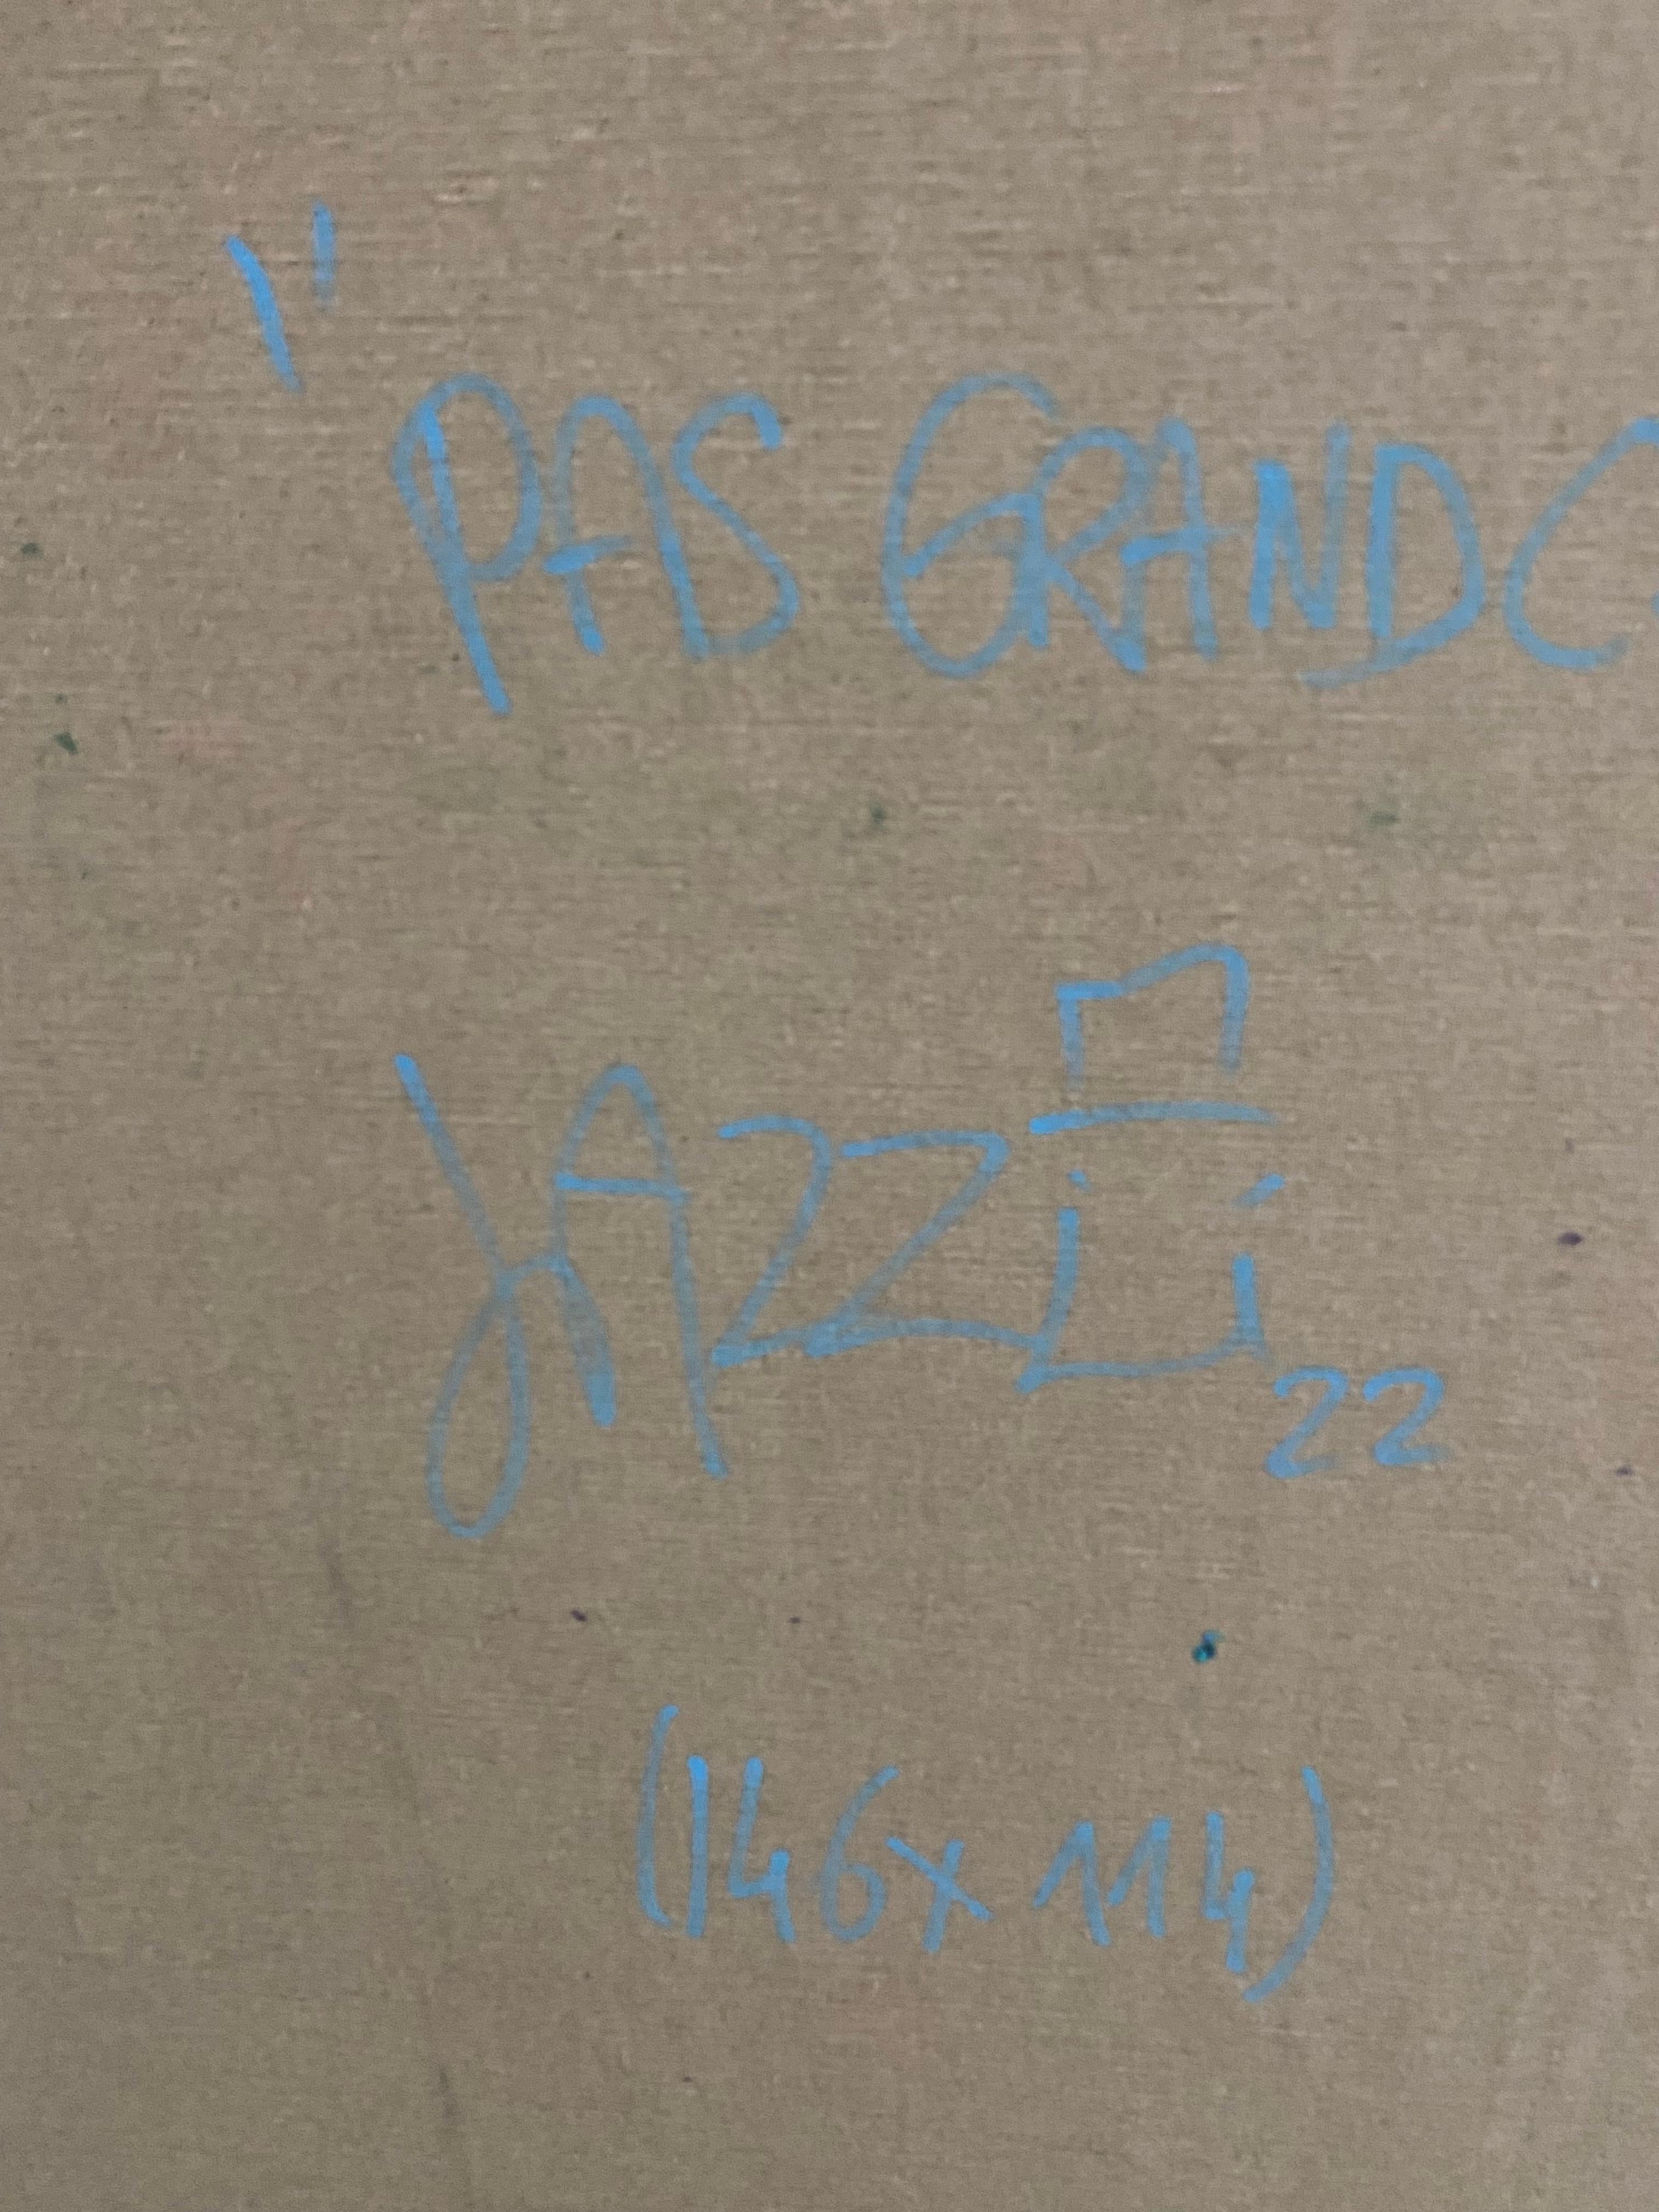 "PAS GRAND C
JAZZi
22
(146x114)